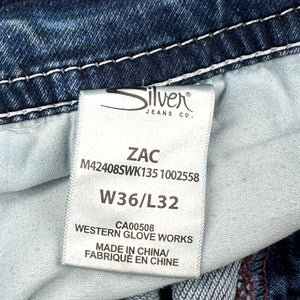 Silver
JEANS CO.
ZAC
M42408SWK135 1002558
W36/L32
CA00508
WESTERN GLOVE WORKS
MADE IN CHINA/
FABRIQUÉ EN CHINE